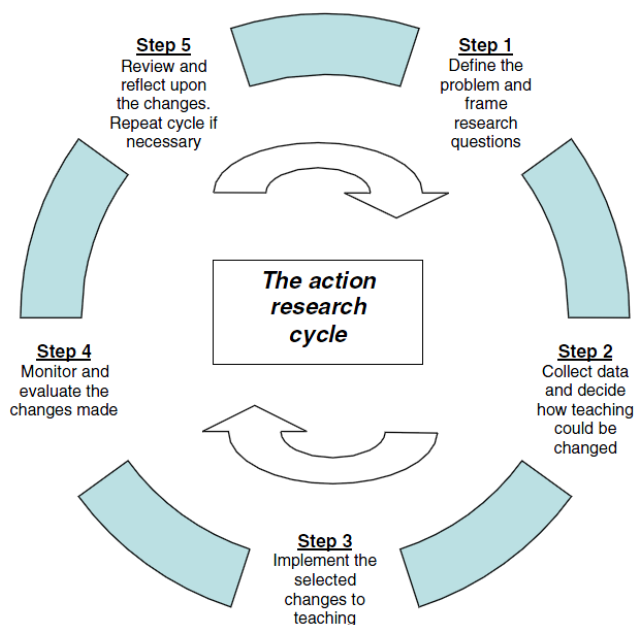 Step 5
Review and
reflect upon
the changes.
Repeat cycle if
necessary
Step 1
Define the
problem and
frame
research
questions
The action
research
cycle
Step 4
Monitor and
evaluate the
changes made
Step 2
Collect data
and decide
how teaching
could be
changed
Step 3
Implement the
selected
changes to
teaching